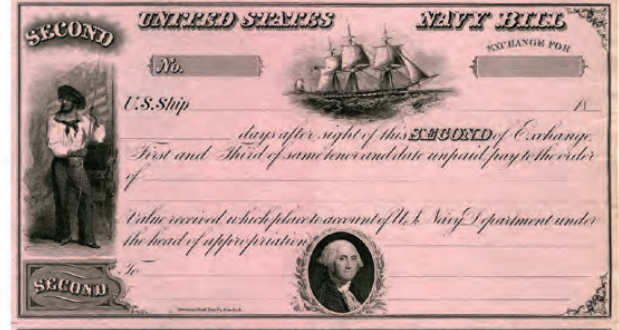 SECOND
UNITED STATES NAVY BILL
EXCHANGE FOR
No.
U.S. Ship 18
days after sight of this SECOND of Exchange,
First and Third of same tenor and date unpaid, pay to the order
of
Value received which place to account of U.S. Navy Department under
the head of appropriation
To
SECOND